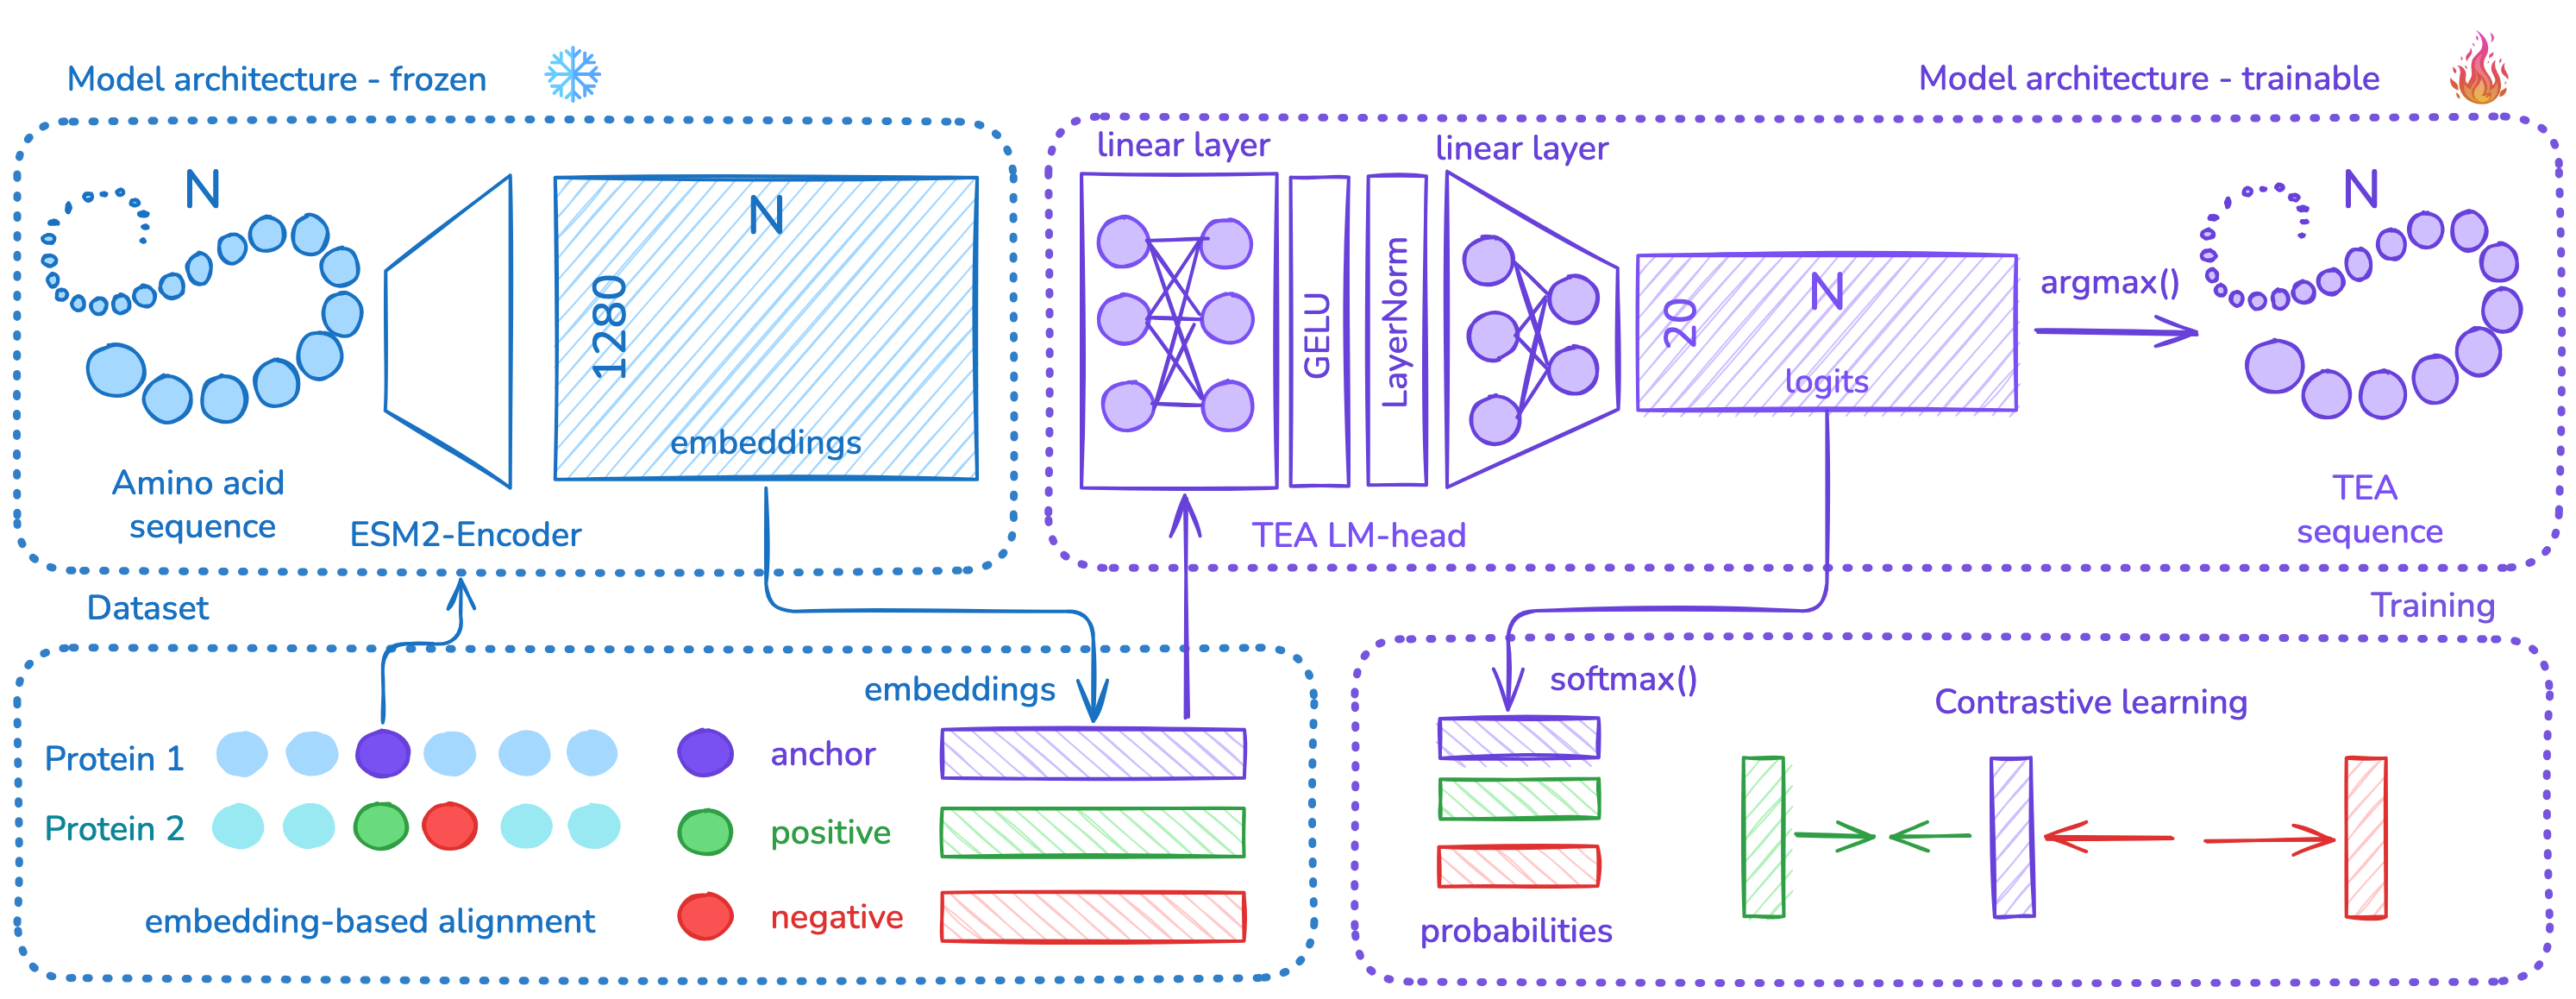 Model architecture - frozen
N
Amino acid
sequence
ESM2-Encoder
N
1280
embeddings
Model architecture - trainable
linear layer
GELU
LayerNorm
linear layer
TEA LM-head
N
20
logits
argmax()
N
TEA
sequence
Dataset
Protein 1
Protein 2
embedding-based alignment
anchor
positive
negative
embeddings
Training
softmax()
probabilities
Contrastive learning